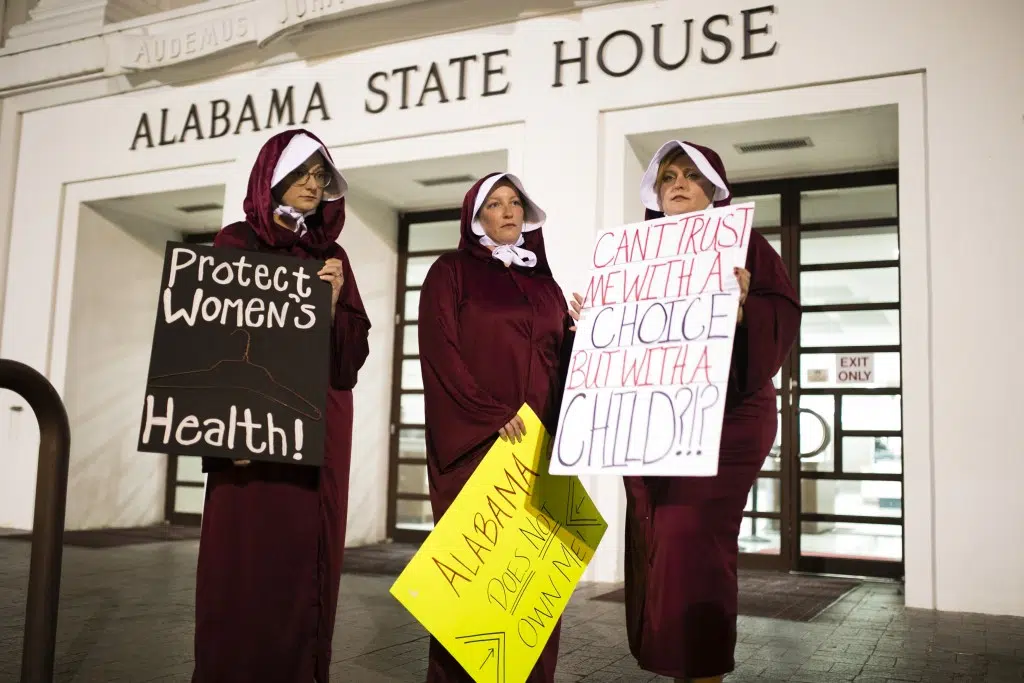 AUDEMUS JURA
ALABAMA STATE HOUSE
Protect
Women's
Health!
ALABAMA
DOES NOT
OWN ME!
CAN'T TRUST
ME WITH A
CHOICE
BUT WITH A
CHILD?!?
EXIT
ONLY